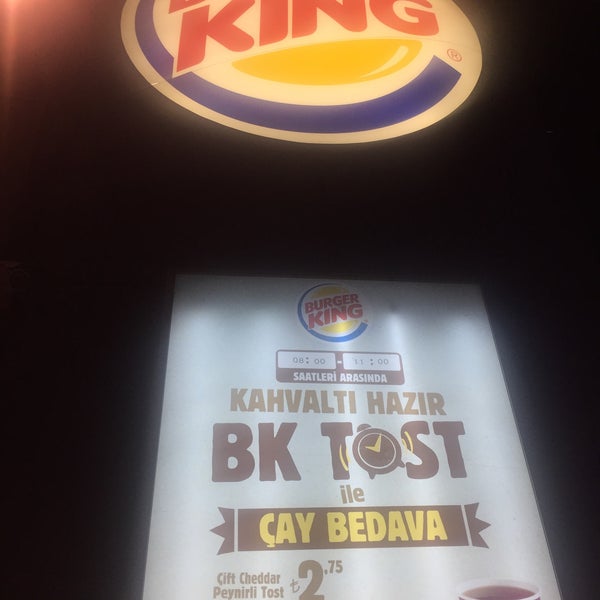 KING
®
BURGER
KING
08:00 - 11:00
SAATLERİ ARASINDA
KAHVALTI HAZIR
BK TOST
ile
ÇAY BEDAVA
Çift Cheddar
Peynirli Tost
₺2.75